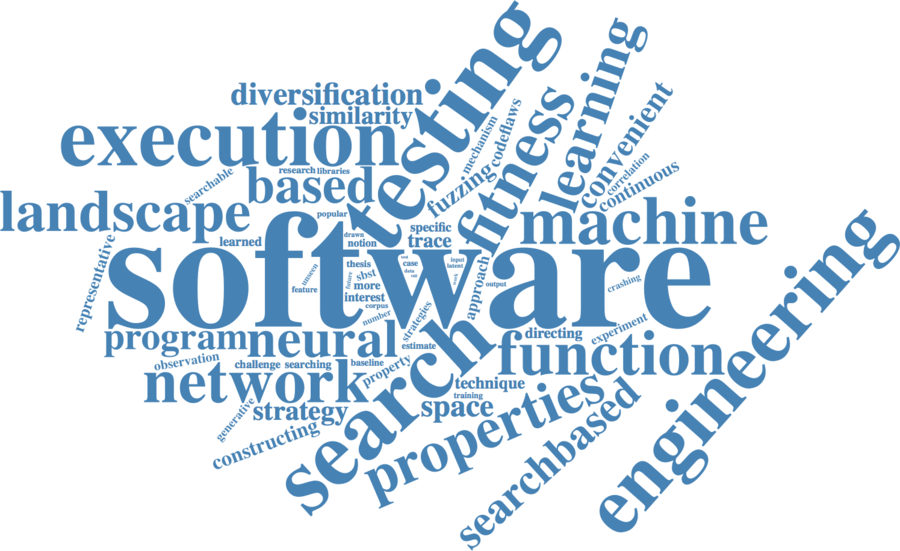 testing
learning
diversification
similarity
execution
mechanism
codeflaws
fitness
convenient
correlation
continuous
research
libraries
based
searchable
fuzzing
landscape
popular
specific
machine
learned
drawn
notion
trace
software
engineering
representative
unseen
feature
thesis
future
sbst
more
interest
corpus
number
test
case
data
input
latent
approach
output
crashing
strategies
program
neural
estimate
search
function
directing
experiment
observation
challenge
searching
baseline
property
network
technique
training
properties
generative
strategy
space
constructing
searchbased